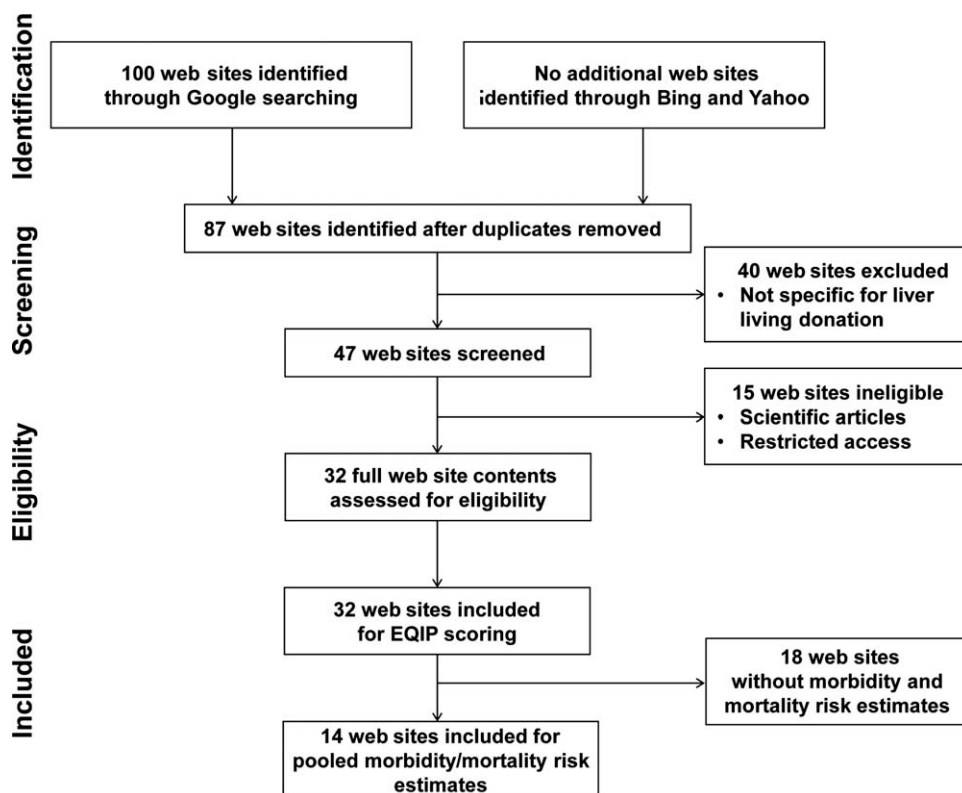 Identification
100 web sites identified
through Google searching
No additional web sites
identified through Bing and Yahoo
Screening
87 web sites identified after duplicates removed
40 web sites excluded
• Not specific for liver
living donation
47 web sites screened
Eligibility
15 web sites ineligible
• Scientific articles
• Restricted access
32 full web site contents
assessed for eligibility
Included
32 web sites included
for EQIP scoring
18 web sites
without morbidity and
mortality risk estimates
14 web sites included for
pooled morbidity/mortality risk
estimates